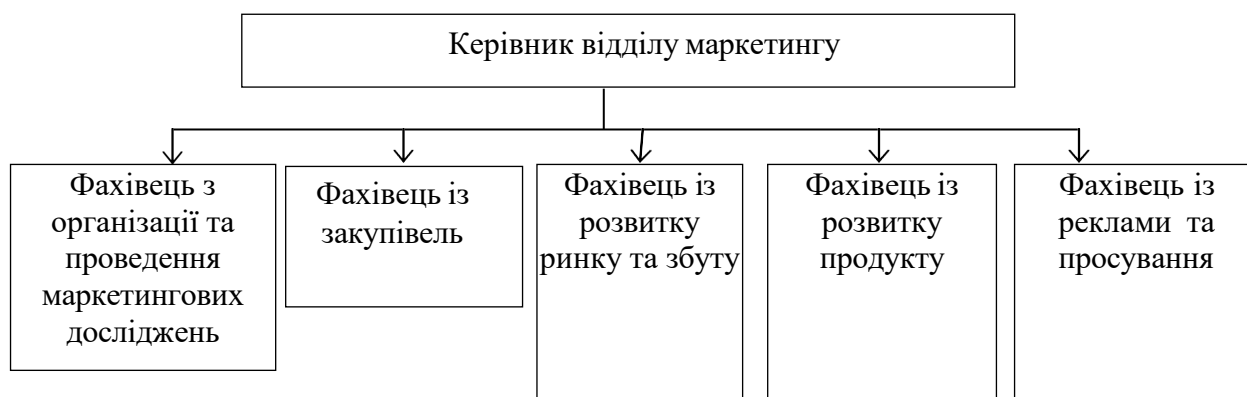 Керівник відділу маркетингу
Фахівець з
організації та
проведення
маркетингових
досліджень
Фахівець із
закупівель
Фахівець із
розвитку
ринку та збуту
Фахівець із
розвитку
продукту
Фахівець із
реклами та
просування